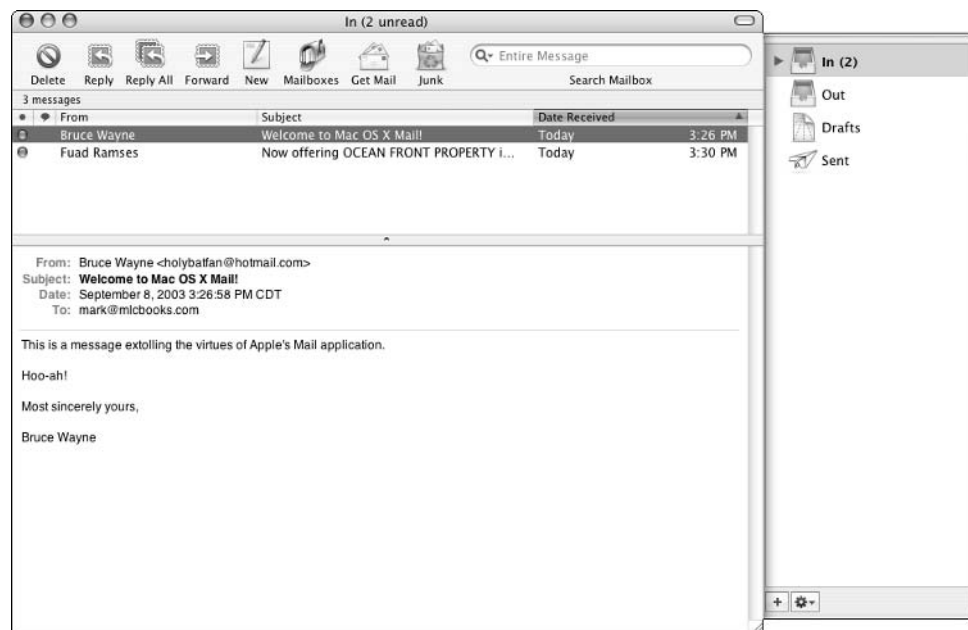 In (2 unread)
Entire Message
Delete Reply Reply All Forward New Mailboxes Get Mail Junk Search Mailbox
3 messages
From Subject Date Received
Bruce Wayne Welcome to Mac OS X Mail! Today 3:26 PM
Fuad Ramses Now offering OCEAN FRONT PROPERTY i... Today 3:30 PM
From: Bruce Wayne <holybatfan@hotmail.com>
Subject: Welcome to Mac OS X Mail!
Date: September 8, 2003 3:26:58 PM CDT
To: mark@mlcbooks.com
This is a message extolling the virtues of Apple's Mail application.
Hoo-ah!
Most sincerely yours,
Bruce Wayne
In (2)
Out
Drafts
Sent